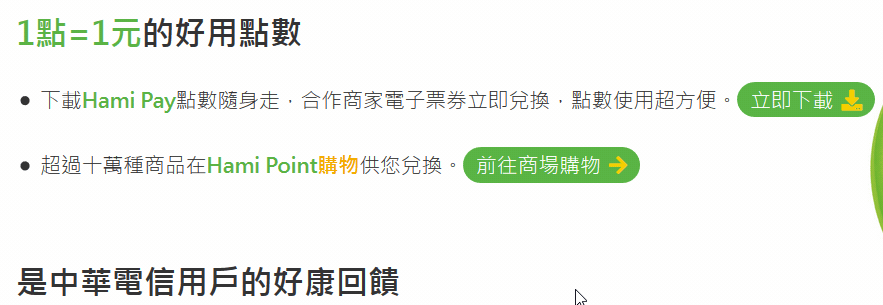 1點=1元的好用點數
下載Hami Pay點數隨身走，合作商家電子票券立即兌換，點數使用超方便。 立即下載
超過十萬種商品在Hami Point購物供您兌換。 前往商場購物
是中華電信用戶的好康回饋